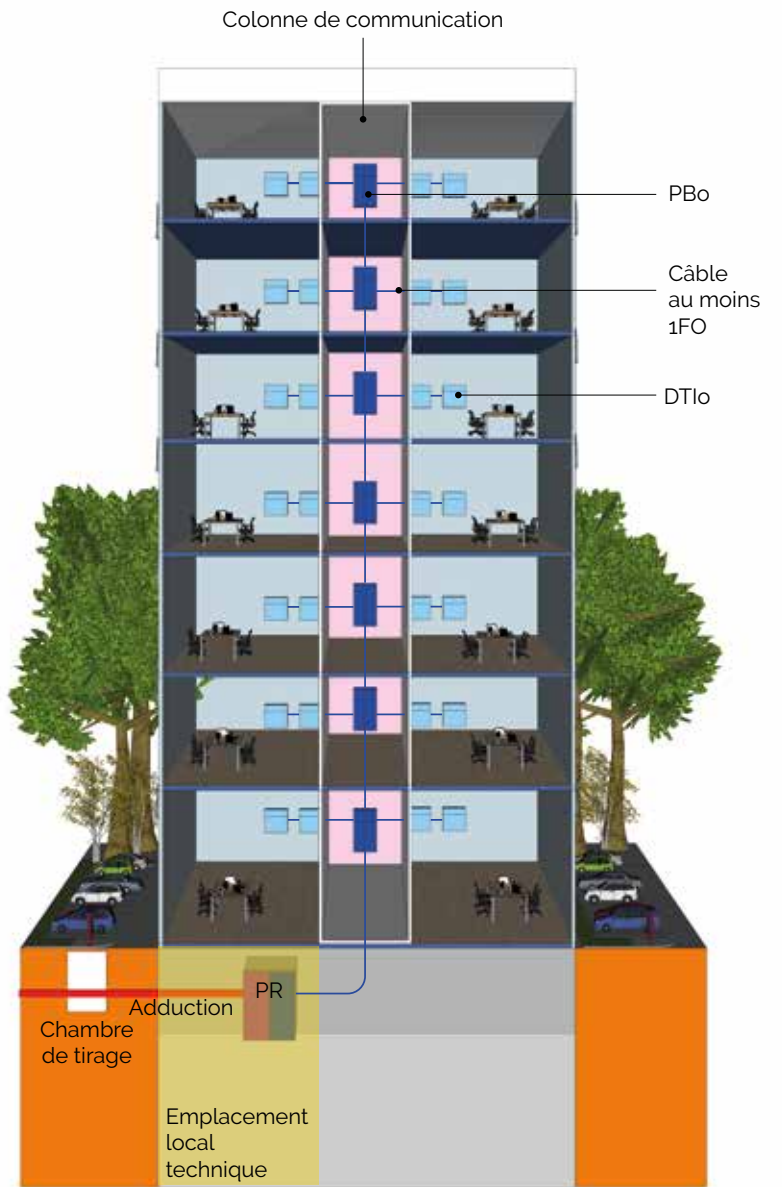 Colonne de communication
PBo
Câble
au moins
1FO
DTIo
PR
Adduction
Chambre
de tirage
Emplacement
local
technique